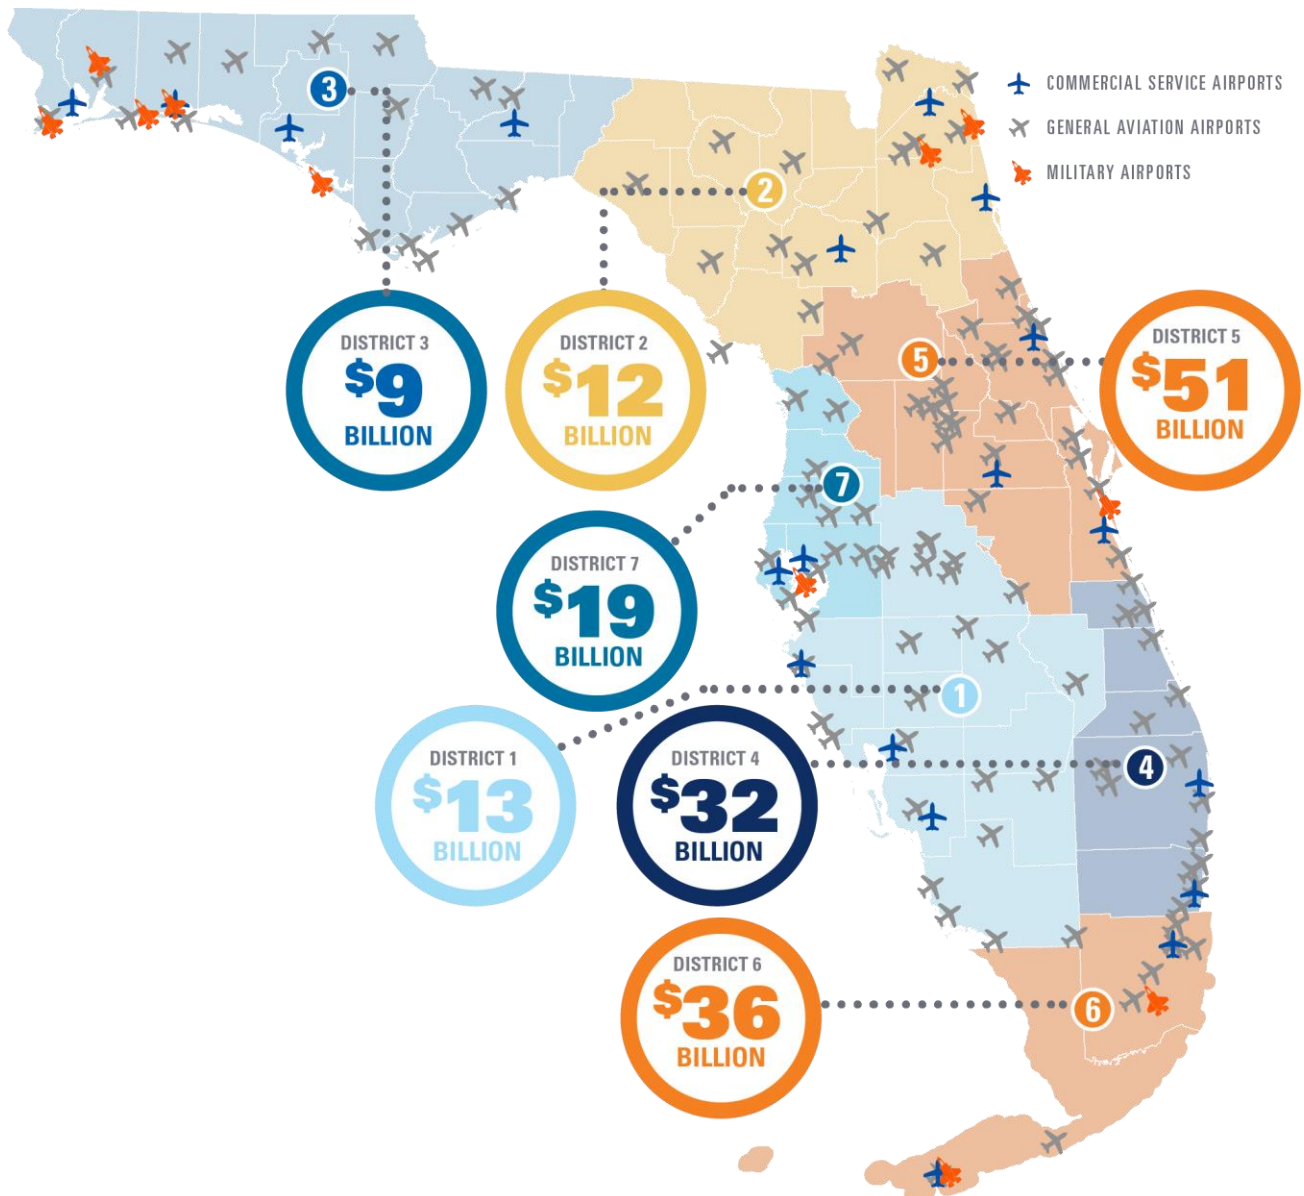 COMMERCIAL SERVICE AIRPORTS
GENERAL AVIATION AIRPORTS
MILITARY AIRPORTS
3
2
5
7
1
4
6
DISTRICT 3
$9
BILLION
DISTRICT 2
$12
BILLION
DISTRICT 5
$51
BILLION
DISTRICT 7
$19
BILLION
DISTRICT 1
$13
BILLION
DISTRICT 4
$32
BILLION
DISTRICT 6
$36
BILLION